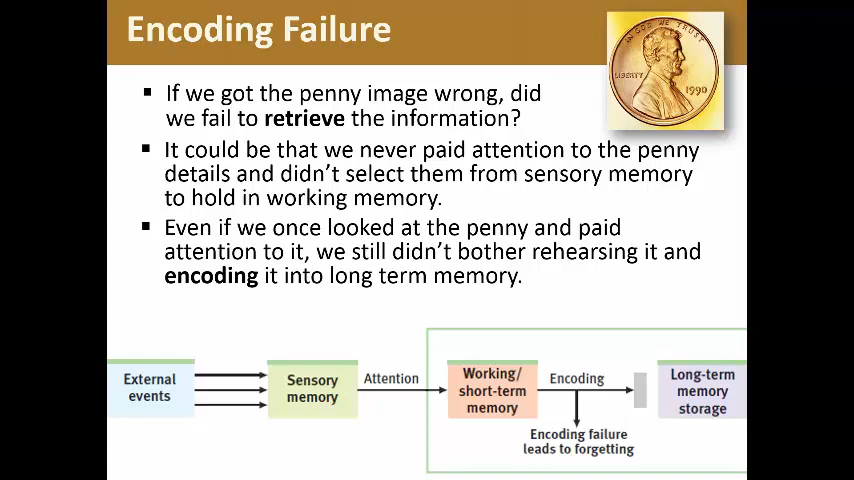 Encoding Failure
IN GOD WE TRUST
LIBERTY
1990
If we got the penny image wrong, did
we fail to retrieve the information?
It could be that we never paid attention to the penny
details and didn't select them from sensory memory
to hold in working memory.
Even if we once looked at the penny and paid
attention to it, we still didn't bother rehearsing it and
encoding it into long term memory.
External
events
Sensory
memory
Attention
Working/
short-term
memory
Encoding
Long-term
memory
storage
Encoding failure
leads to forgetting